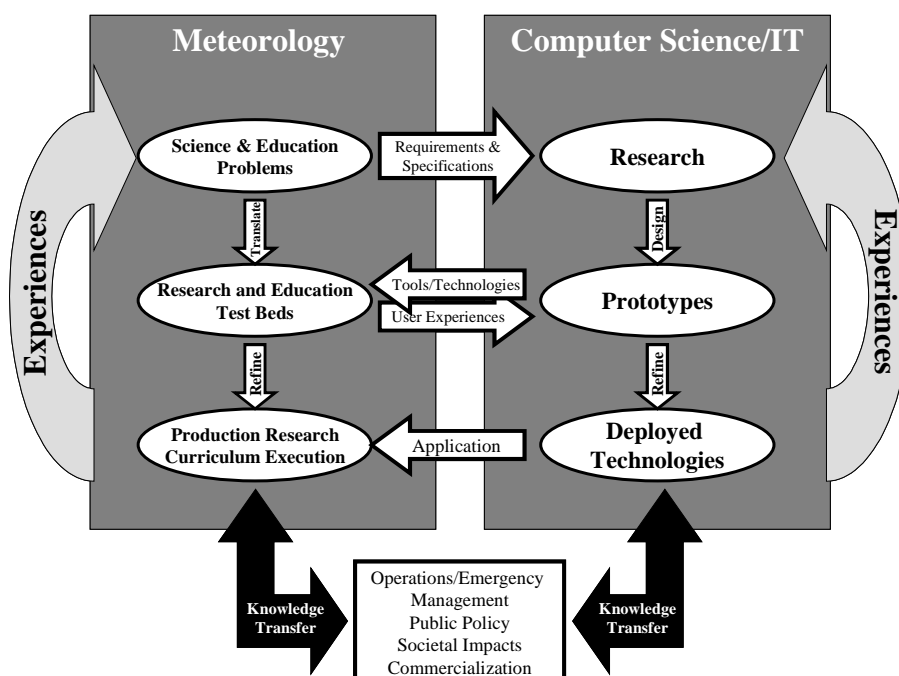 Meteorology
Computer Science/IT
Science & Education
Problems
Requirements &
Specifications
Research
Translate
Design
Experiences
Experiences
Research and Education
Test Beds
Tools/Technologies
User Experiences
Prototypes
Refine
Refine
Production Research
Curriculum Execution
Application
Deployed
Technologies
Knowledge
Transfer
Operations/Emergency
Management
Public Policy
Societal Impacts
Commercialization
Knowledge
Transfer